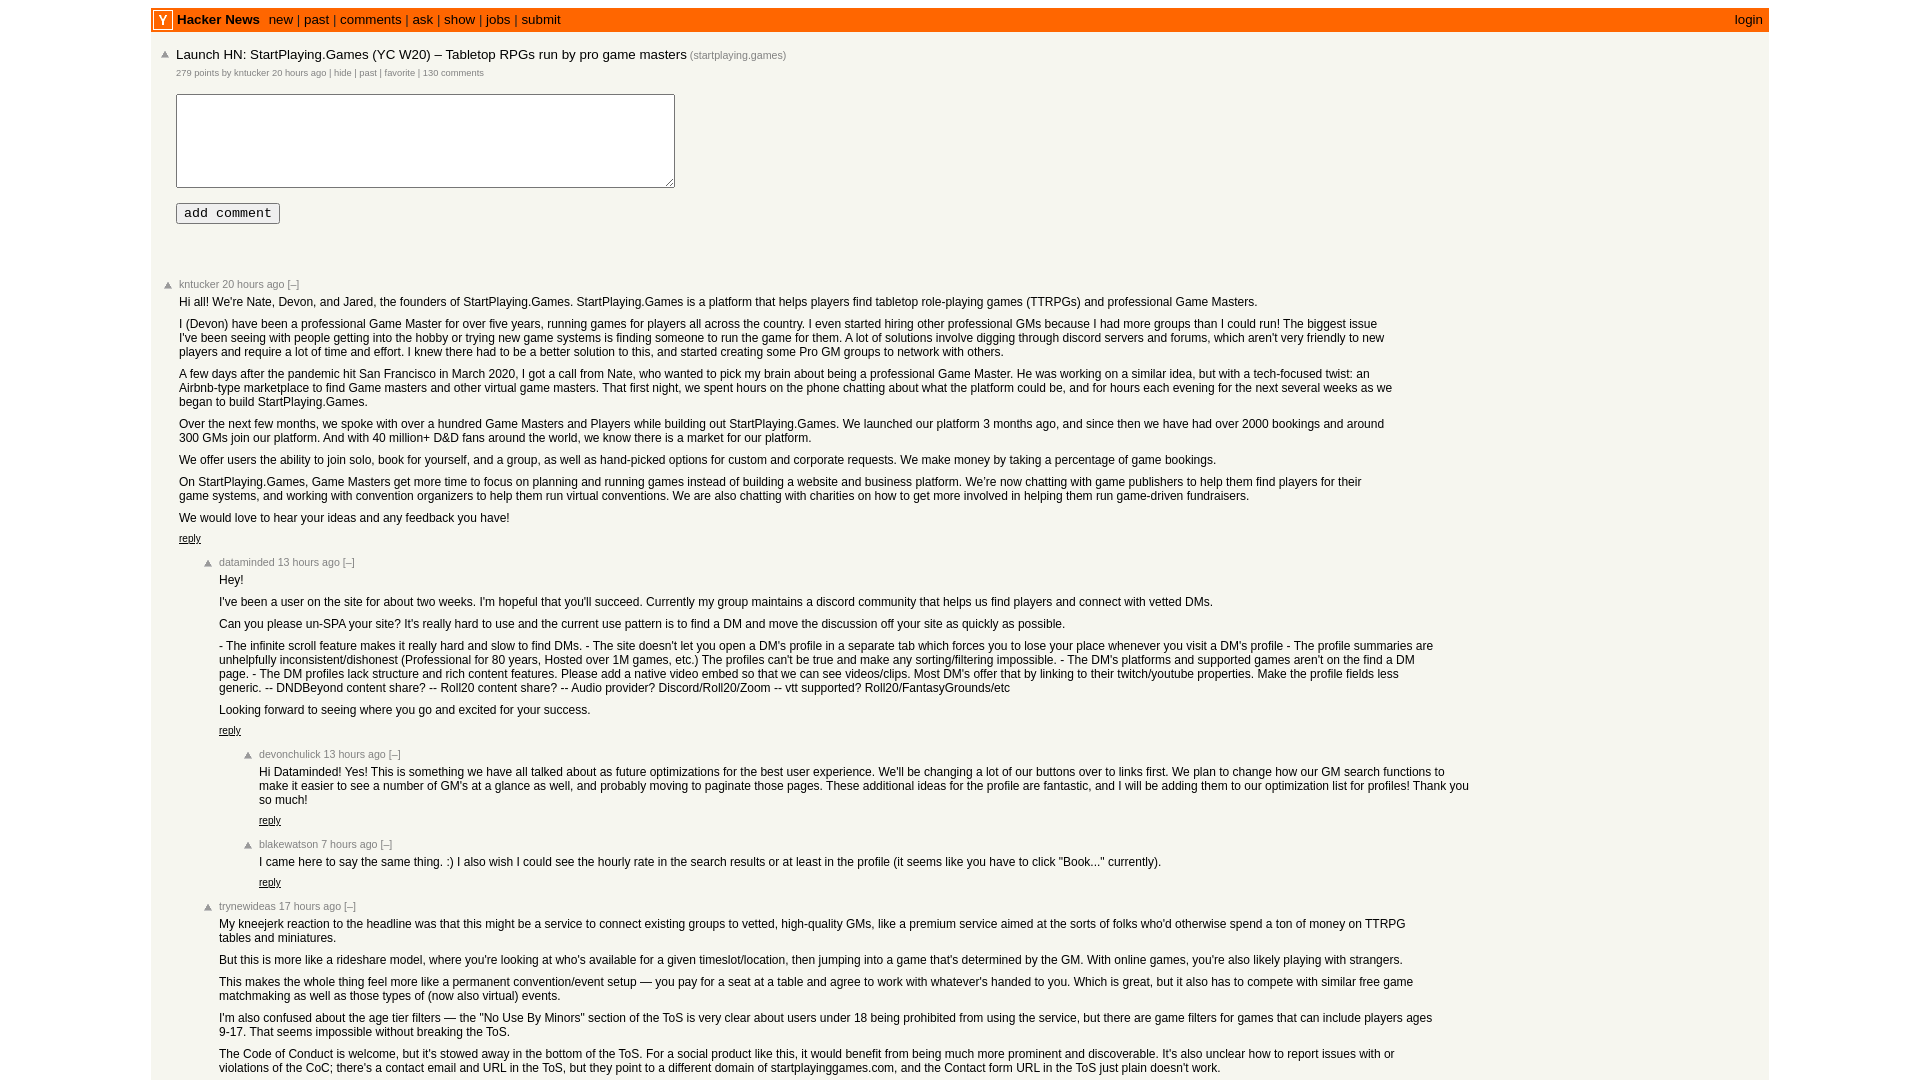 Y Hacker News new | past | comments | ask | show | jobs | submit login
Launch HN: StartPlaying.Games (YC W20) – Tabletop RPGs run by pro game masters (startplaying.games)
279 points by kntucker 20 hours ago | hide | past | favorite | 130 comments
add comment
kntucker 20 hours ago [–]
Hi all! We're Nate, Devon, and Jared, the founders of StartPlaying.Games. StartPlaying.Games is a platform that helps players find tabletop role-playing games (TTRPGs) and professional Game Masters.
I (Devon) have been a professional Game Master for over five years, running games for players all across the country. I even started hiring other professional GMs because I had more groups than I could run! The biggest issue
I've been seeing with people getting into the hobby or trying new game systems is finding someone to run the game for them. A lot of solutions involve digging through discord servers and forums, which aren't very friendly to new
players and require a lot of time and effort. I knew there had to be a better solution to this, and started creating some Pro GM groups to network with others.
A few days after the pandemic hit San Francisco in March 2020, I got a call from Nate, who wanted to pick my brain about being a professional Game Master. He was working on a similar idea, but with a tech-focused twist: an
Airbnb-type marketplace to find Game masters and other virtual game masters. That first night, we spent hours on the phone chatting about what the platform could be, and for hours each evening for the next several weeks as we
began to build StartPlaying.Games.
Over the next few months, we spoke with over a hundred Game Masters and Players while building out StartPlaying.Games. We launched our platform 3 months ago, and since then we have had over 2000 bookings and around
300 GMs join our platform. And with 40 million+ D&D fans around the world, we know there is a market for our platform.
We offer users the ability to join solo, book for yourself, and a group, as well as hand-picked options for custom and corporate requests. We make money by taking a percentage of game bookings.
On StartPlaying.Games, Game Masters get more time to focus on planning and running games instead of building a website and business platform. We're now chatting with game publishers to help them find players for their
game systems, and working with convention organizers to help them run virtual conventions. We are also chatting with charities on how to get more involved in helping them run game-driven fundraisers.
We would love to hear your ideas and any feedback you have!
reply
dataminded 13 hours ago [–]
Hey!
I've been a user on the site for about two weeks. I'm hopeful that you'll succeed. Currently my group maintains a discord community that helps us find players and connect with vetted DMs.
Can you please un-SPA your site? It's really hard to use and the current use pattern is to find a DM and move the discussion off your site as quickly as possible.
- The infinite scroll feature makes it really hard and slow to find DMs. - The site doesn't let you open a DM's profile in a separate tab which forces you to lose your place whenever you visit a DM's profile - The profile summaries are
unhelpfully inconsistent/dishonest (Professional for 80 years, Hosted over 1M games, etc.) The profiles can't be true and make any sorting/filtering impossible. - The DM's platforms and supported games aren't on the find a DM
page. - The DM profiles lack structure and rich content features. Please add a native video embed so that we can see videos/clips. Most DM's offer that by linking to their twitch/youtube properties. Make the profile fields less
generic. -- DNDBeyond content share? -- Roll20 content share? -- Audio provider? Discord/Roll20/Zoom -- vtt supported? Roll20/FantasyGrounds/etc
Looking forward to seeing where you go and excited for your success.
reply
devonchulick 13 hours ago [–]
Hi Dataminded! Yes! This is something we have all talked about as future optimizations for the best user experience. We'll be changing a lot of our buttons over to links first. We plan to change how our GM search functions to
make it easier to see a number of GM's at a glance as well, and probably moving to paginate those pages. These additional ideas for the profile are fantastic, and I will be adding them to our optimization list for profiles! Thank you
so much!
reply
blakewatson 7 hours ago [–]
I came here to say the same thing. :) I also wish I could see the hourly rate in the search results or at least in the profile (it seems like you have to click "Book..." currently).
reply
trynewideas 17 hours ago [–]
My kneejerk reaction to the headline was that this might be a service to connect existing groups to vetted, high-quality GMs, like a premium service aimed at the sorts of folks who'd otherwise spend a ton of money on TTRPG
tables and miniatures.
But this is more like a rideshare model, where you're looking at who's available for a given timeslot/location, then jumping into a game that's determined by the GM. With online games, you're also likely playing with strangers.
This makes the whole thing feel more like a permanent convention/event setup — you pay for a seat at a table and agree to work with whatever's handed to you. Which is great, but it also has to compete with similar free game
matchmaking as well as those types of (now also virtual) events.
I'm also confused about the age tier filters — the "No Use By Minors" section of the ToS is very clear about users under 18 being prohibited from using the service, but there are game filters for games that can include players ages
9-17. That seems impossible without breaking the ToS.
The Code of Conduct is welcome, but it's stowed away in the bottom of the ToS. For a social product like this, it would benefit from being much more prominent and discoverable. It's also unclear how to report issues with or
violations of the CoC; there's a contact email and URL in the ToS, but they point to a different domain of startplayinggames.com, and the Contact form URL in the ToS just plain doesn't work.